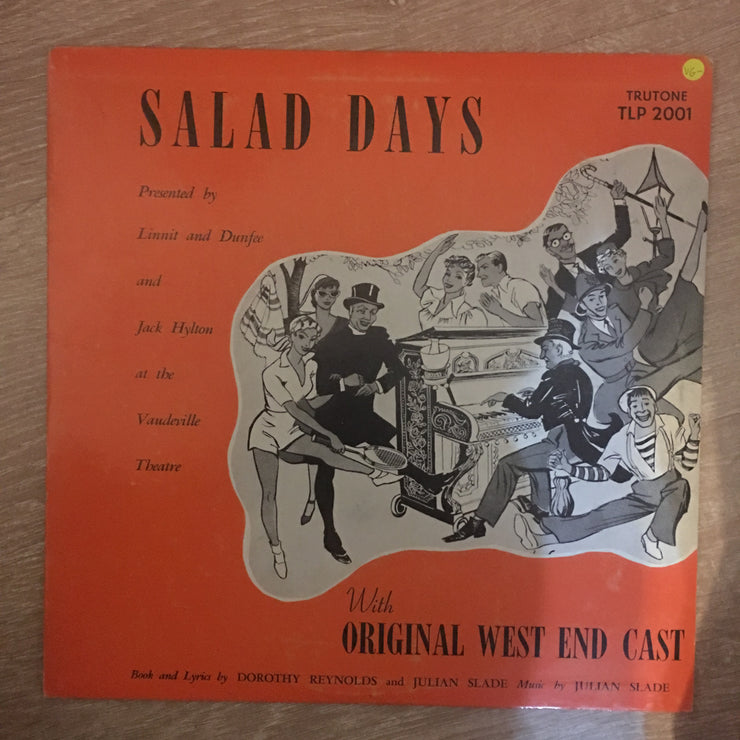 VG-
TRUTONE
TLP 2001
SALAD DAYS
Presented by
Linnit and Dunfee
and
Jack Hylton
at the
Vaudeville
Theatre
With
ORIGINAL WEST END CAST
Book and Lyrics by DOROTHY REYNOLDS and JULIAN SLADE Music by JULIAN SLADE